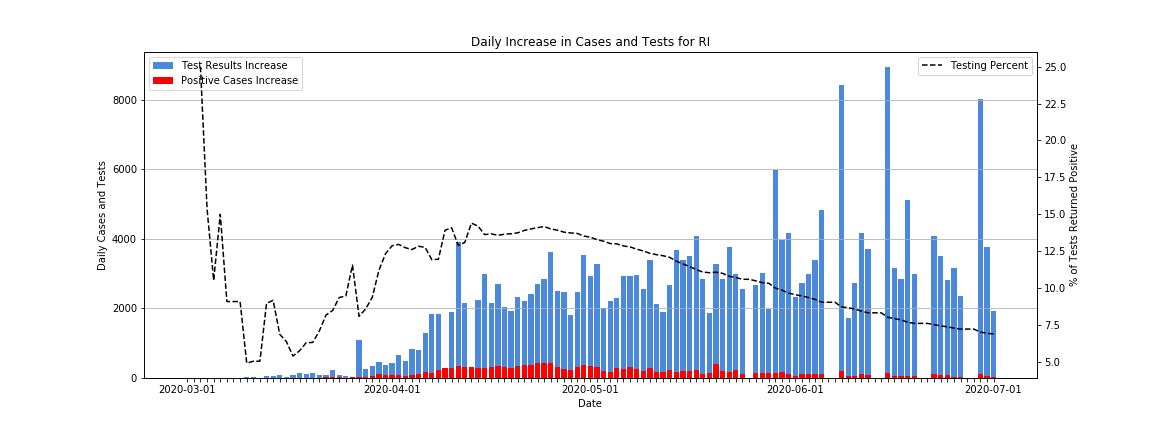 Daily Increase in Cases and Tests for RI
Test Results Increase
Positive Cases Increase
Testing Percent
8000
6000
4000
2000
0
Daily Cases and Tests
25.0
22.5
20.0
17.5
15.0
12.5
10.0
7.5
5.0
% of Tests Returned Positive
2020-03-01
2020-04-01
2020-05-01
2020-06-01
2020-07-01
Date